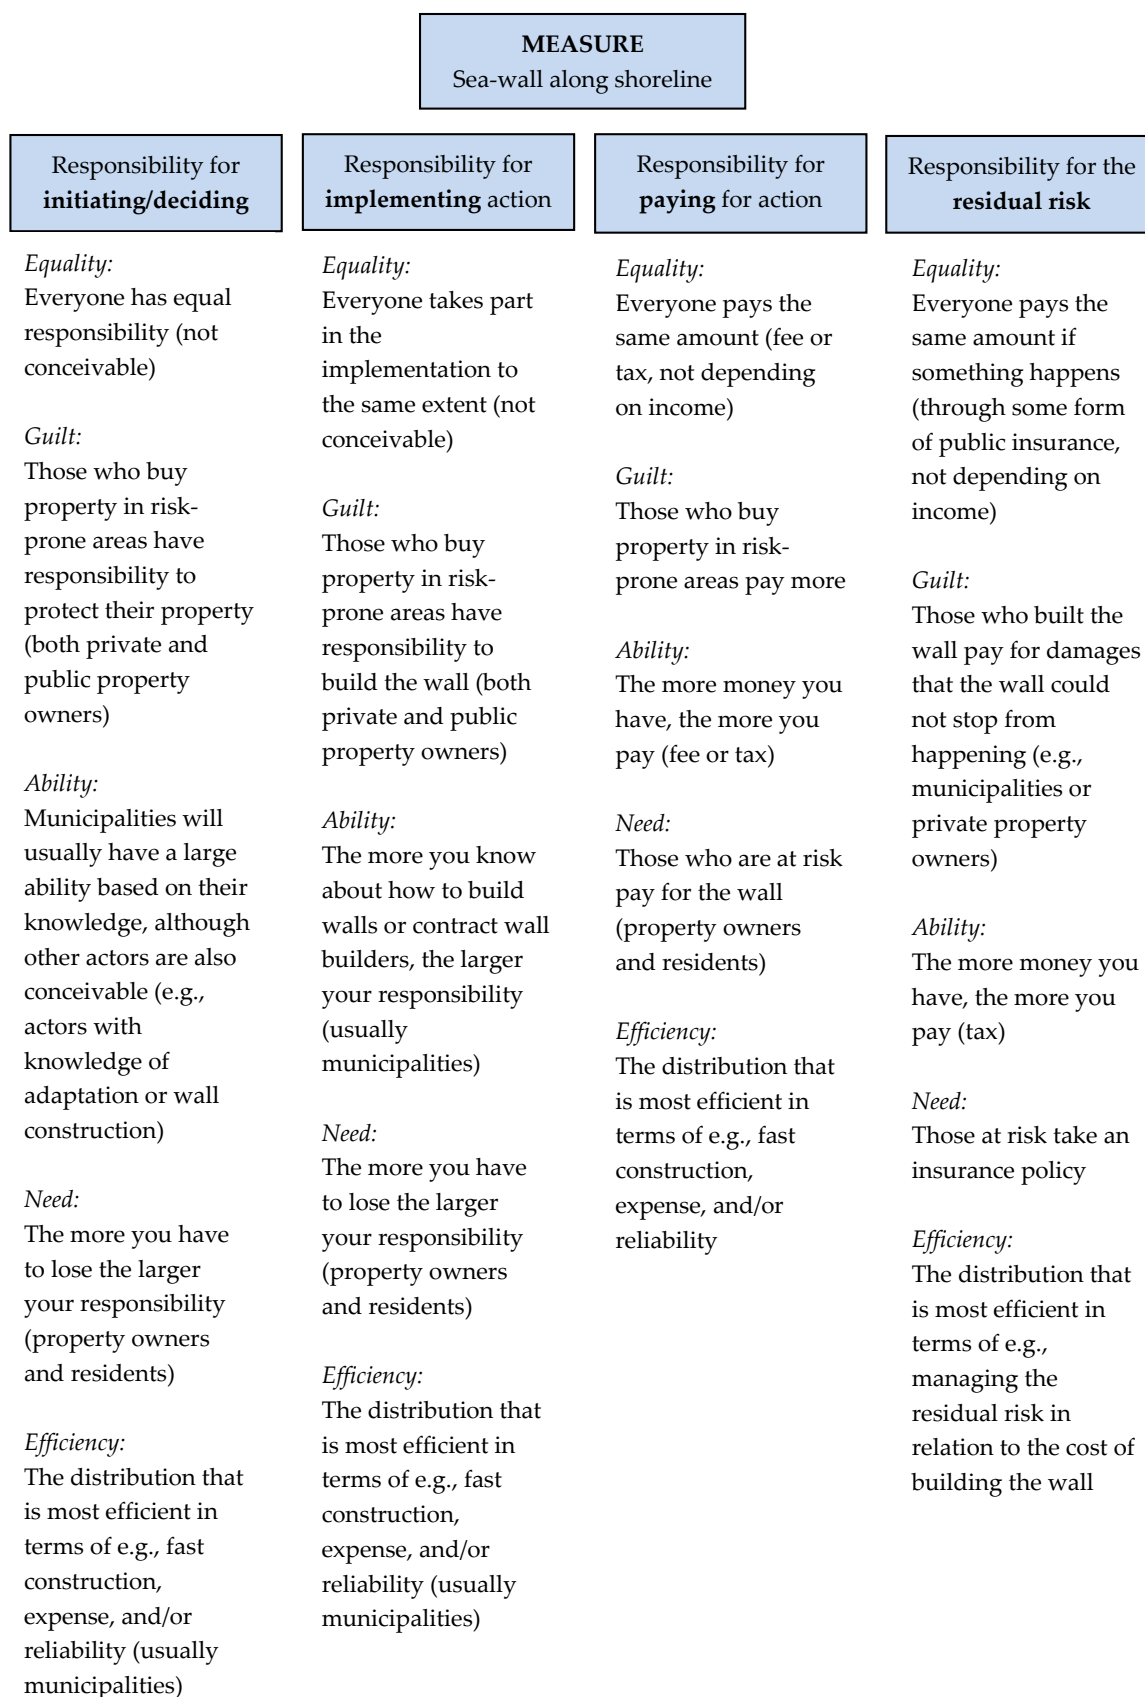 MEASURE
Sea-wall along shoreline
Responsibility for
initiating/deciding
Equality:
Everyone has equal
responsibility (not
conceivable)
Guilt:
Those who buy
property in risk-
prone areas have
responsibility to
protect their property
(both private and
public property
owners)
Ability:
Municipalities will
usually have a large
ability based on their
knowledge, although
other actors are also
conceivable (e.g.,
actors with
knowledge of
adaptation or wall
construction)
Need:
The more you have
to lose the larger
your responsibility
(property owners
and residents)
Efficiency:
The distribution that
is most efficient in
terms of e.g., fast
construction,
expense, and/or
reliability (usually
municipalities)
Responsibility for
implementing action
Equality:
Everyone takes part
in the
implementation to
the same extent (not
conceivable)
Guilt:
Those who buy
property in risk-
prone areas have
responsibility to
build the wall (both
private and public
property owners)
Ability:
The more you know
about how to build
walls or contract wall
builders, the larger
your responsibility
(usually
municipalities)
Need:
The more you have
to lose the larger
your responsibility
(property owners
and residents)
Efficiency:
The distribution that
is most efficient in
terms of e.g., fast
construction,
expense, and/or
reliability (usually
municipalities)
Responsibility for
paying for action
Equality:
Everyone pays the
same amount (fee or
tax, not depending
on income)
Guilt:
Those who buy
property in risk-
prone areas pay more
Ability:
The more money you
have, the more you
pay (fee or tax)
Need:
Those who are at risk
pay for the wall
(property owners
and residents)
Efficiency:
The distribution that
is most efficient in
terms of e.g., fast
construction,
expense, and/or
reliability
Responsibility for the
residual risk
Equality:
Everyone pays the
same amount if
something happens
(through some form
of public insurance,
not depending on
income)
Guilt:
Those who built the
wall pay for damages
that the wall could
not stop from
happening (e.g.,
municipalities or
private property
owners)
Ability:
The more money you
have, the more you
pay (tax)
Need:
Those at risk take an
insurance policy
Efficiency:
The distribution that
is most efficient in
terms of e.g.,
managing the
residual risk in
relation to the cost of
building the wall